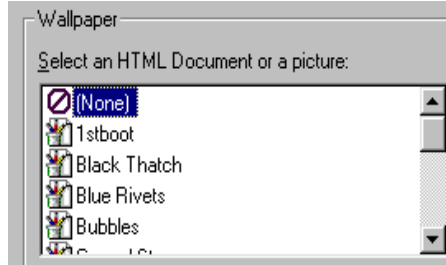 Wallpaper
Select an HTML Document or a picture:
(None)
1stboot
Black Thatch
Blue Rivets
Bubbles